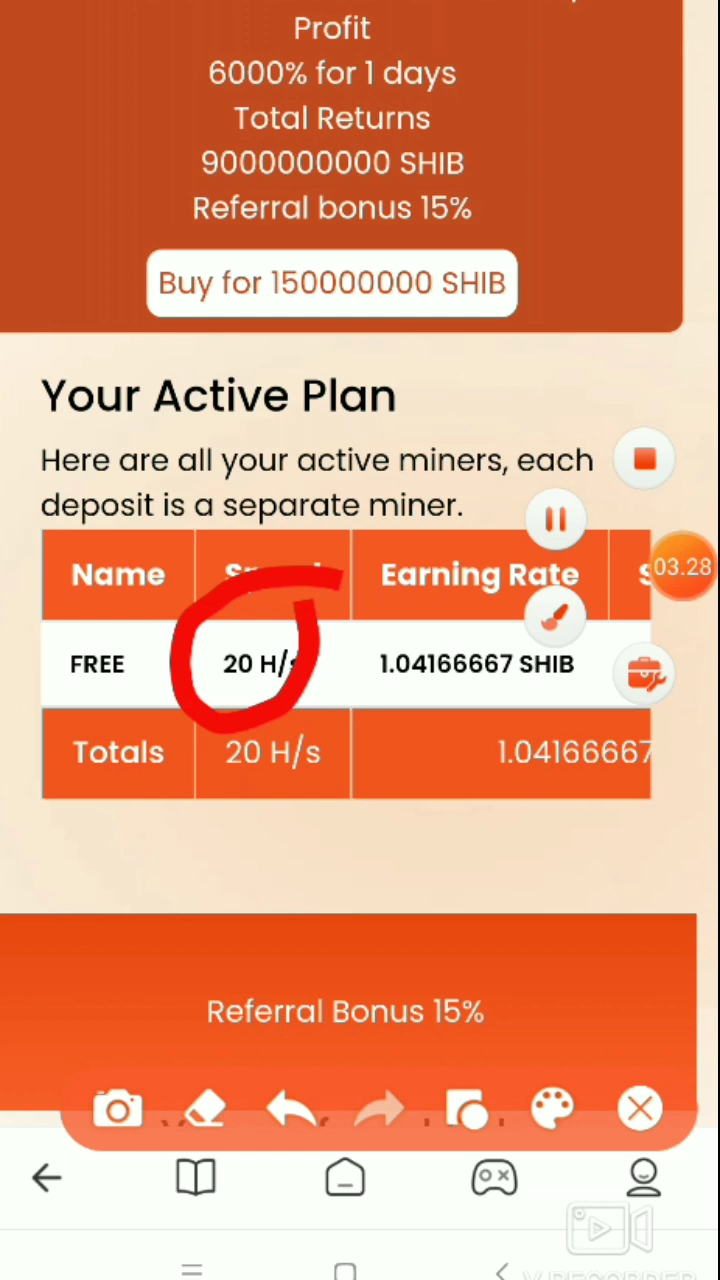 Profit
6000% for 1 days
Total Returns
9000000000 SHIB
Referral bonus 15%
Buy for 150000000 SHIB
Your Active Plan
Here are all your active miners, each
deposit is a separate miner.
Name Earning Rate
03.28
FREE 20 H/s 1.04166667 SHIB
Totals 20 H/s 1.04166667
Referral Bonus 15%